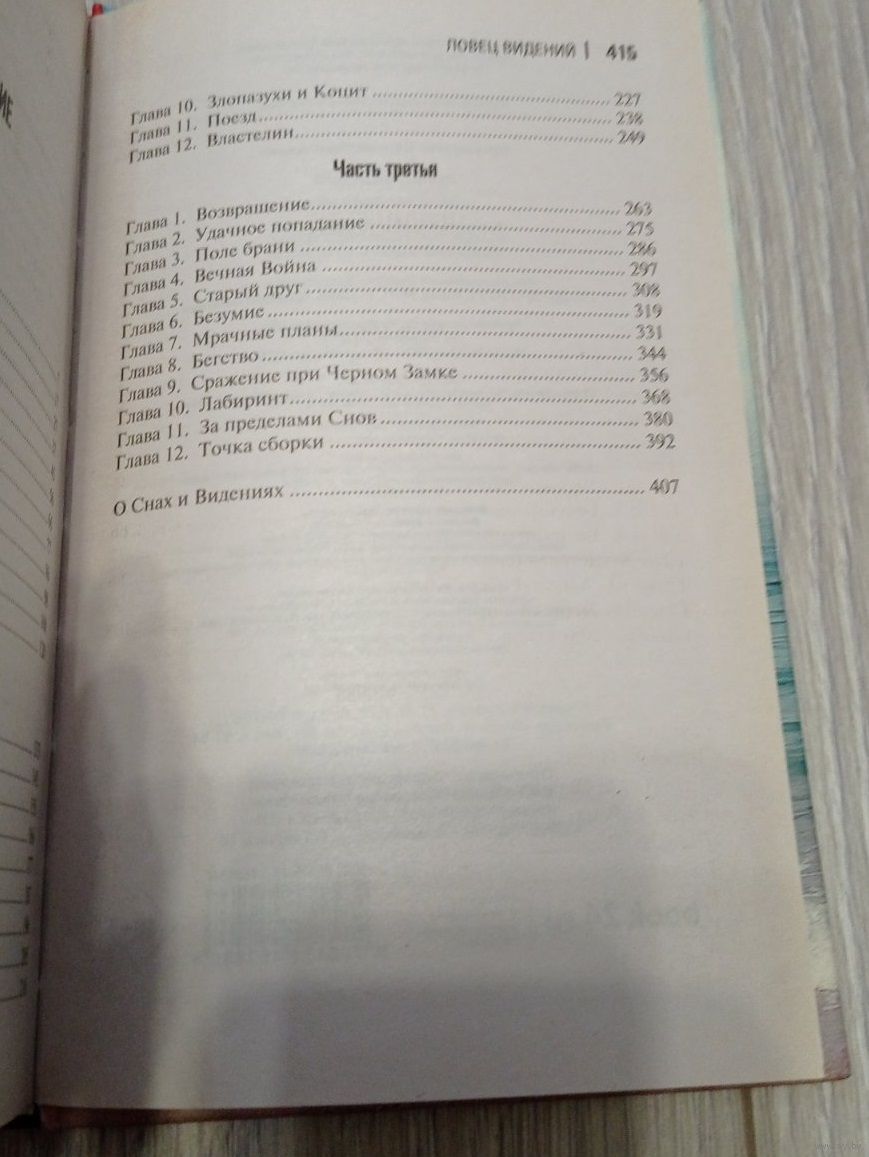 ЛОВЕЦ ВИДЕНИЙ | 415
Глава 10. Злопазухи и Коцит ........ 227
Глава 11. Поезд ........ 238
Глава 12. Властелин ........ 249
Часть третья
Глава 1. Возвращение ........ 263
Глава 2. Удачное попадание ........ 275
Глава 3. Поле брани ........ 286
Глава 4. Вечная Война ........ 297
Глава 5. Старый друг ........ 308
Глава 6. Безумие ........ 319
Глава 7. Мрачные планы ........ 331
Глава 8. Бегство ........ 344
Глава 9. Сражение при Черном Замке ........ 356
Глава 10. Лабиринт ........ 368
Глава 11. За пределами Снов ........ 380
Глава 12. Точка сборки ........ 392
О Снах и Видениях ........ 407